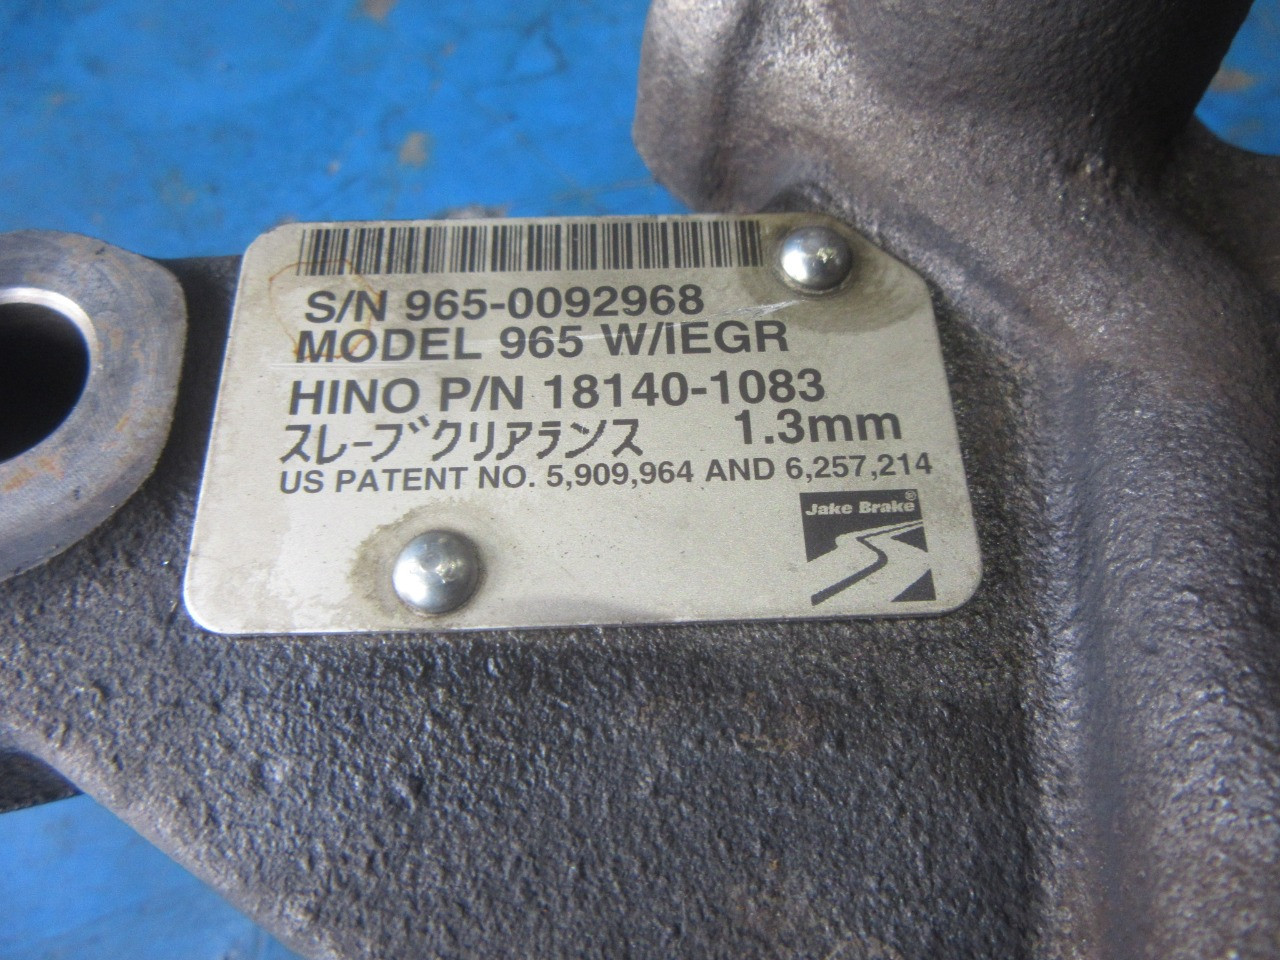 S/N 965-0092968
MODEL 965 W/IEGR
HINO P/N 18140-1083
スレーブクリアランス 1.3mm
US PATENT NO. 5,909,964 AND 6,257,214
Jake Brake®